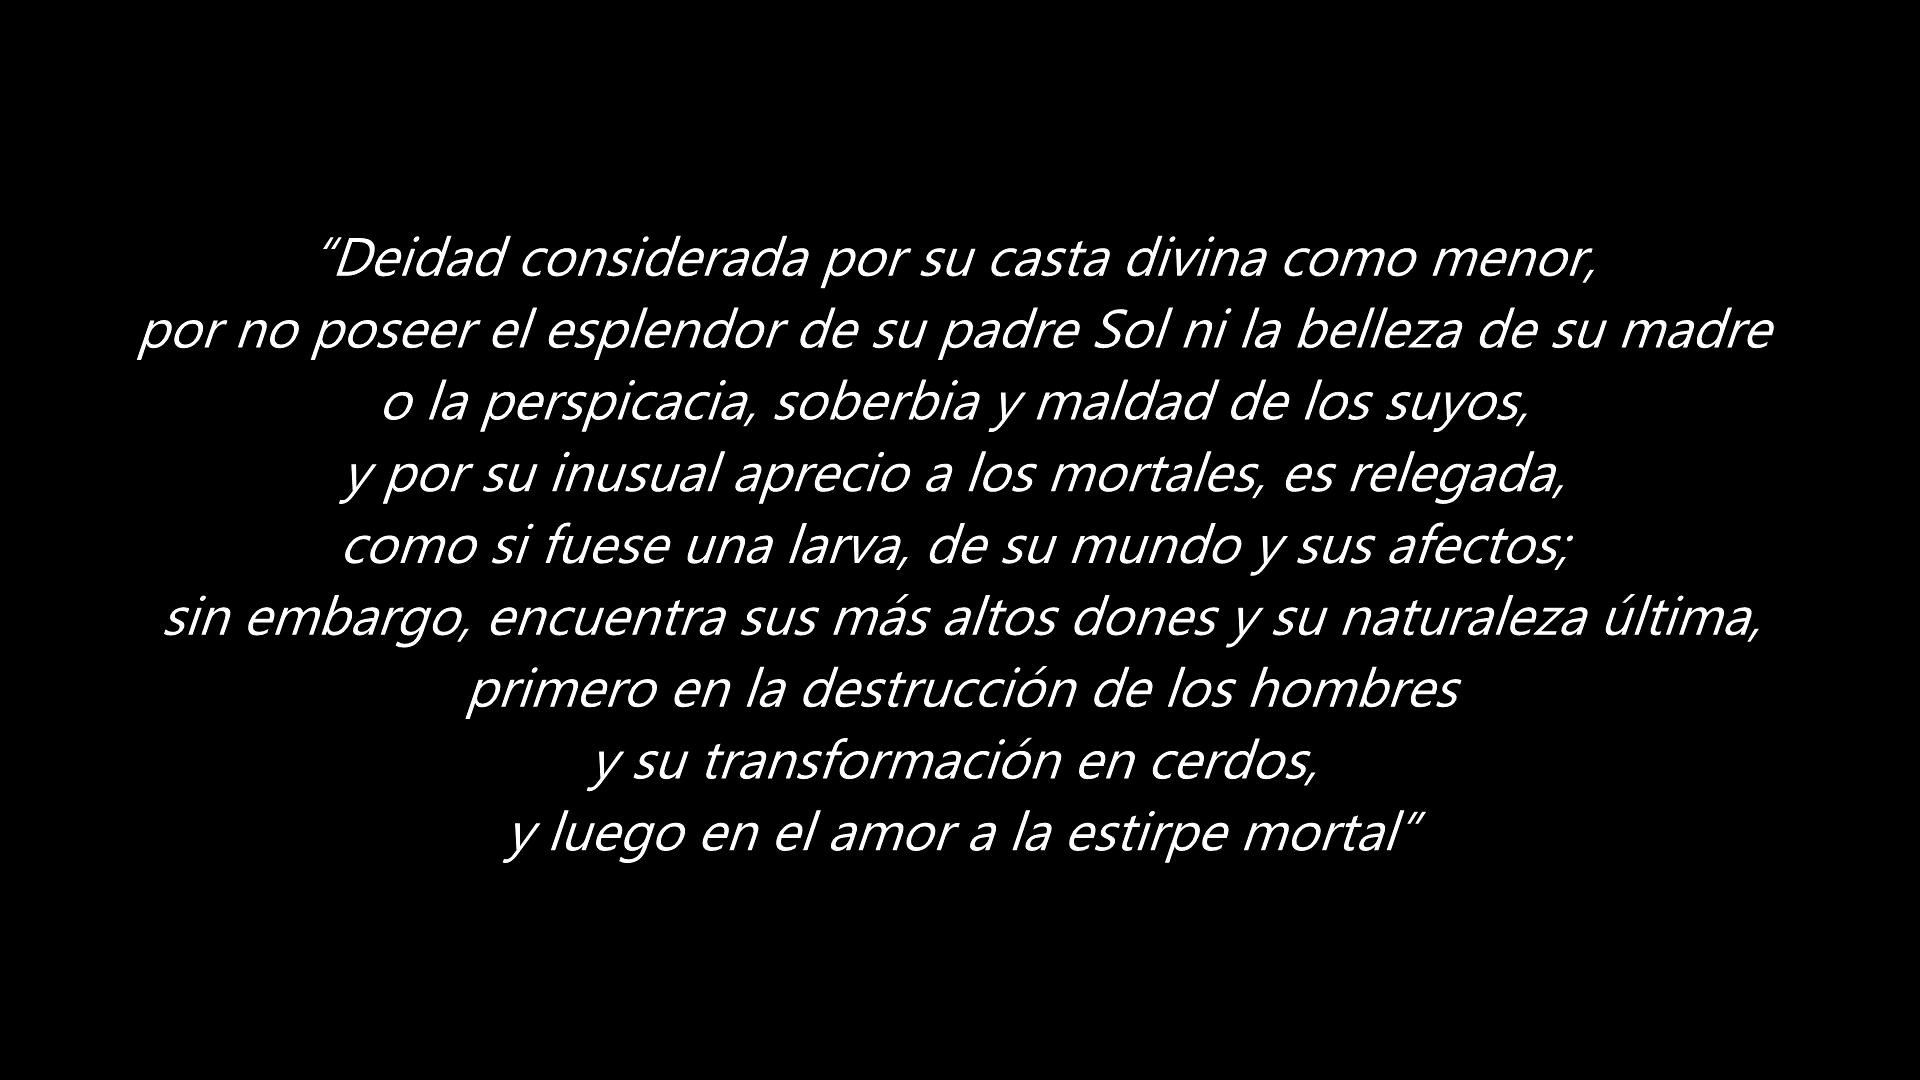 “Deidad considerada por su casta divina como menor,
por no poseer el esplendor de su padre Sol ni la belleza de su madre
o la perspicacia, soberbia y maldad de los suyos,
y por su inusual aprecio a los mortales, es relegada,
como si fuese una larva, de su mundo y sus afectos;
sin embargo, encuentra sus más altos dones y su naturaleza última,
primero en la destrucción de los hombres
y su transformación en cerdos,
y luego en el amor a la estirpe mortal”